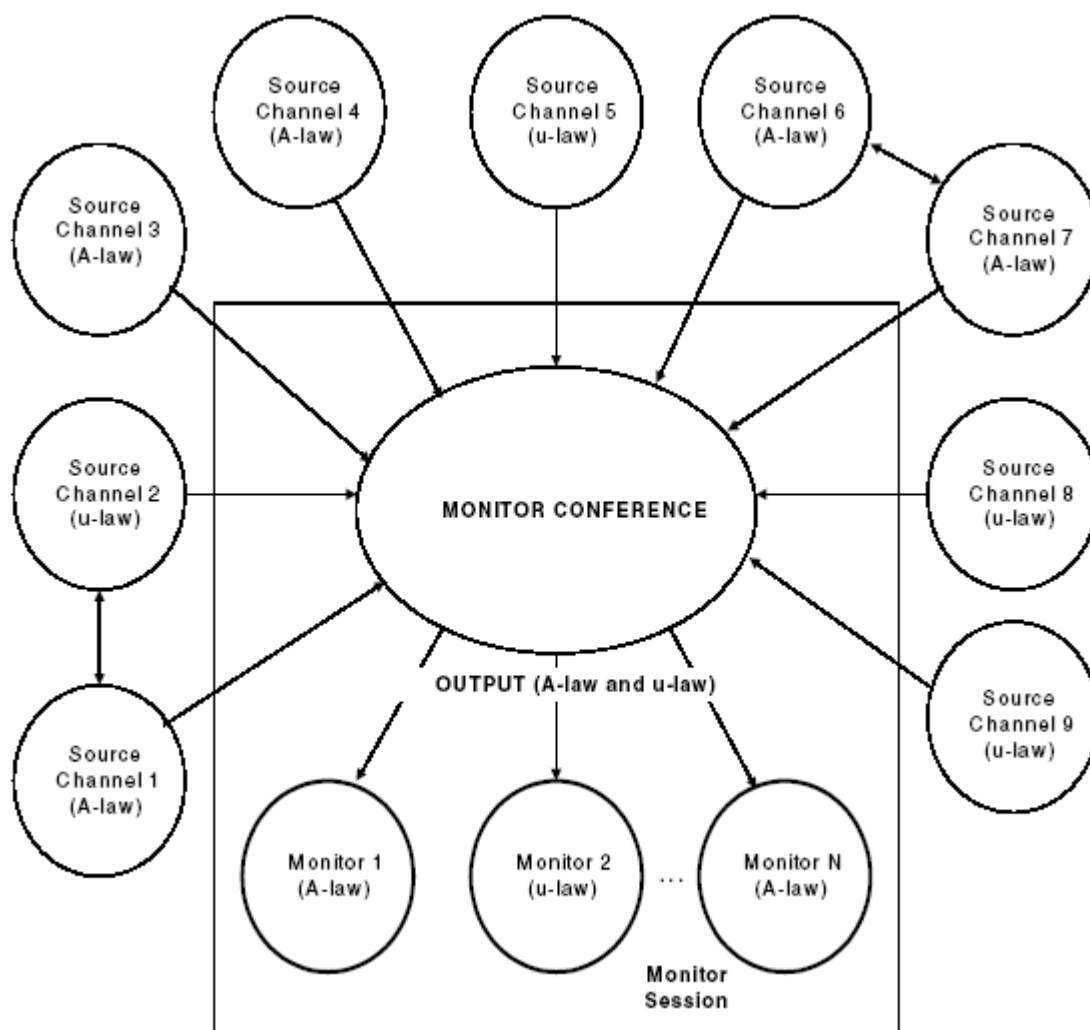 Source
Channel 4
(A-law)
Source
Channel 5
(u-law)
Source
Channel 6
(A-law)
Source
Channel 3
(A-law)
Source
Channel 7
(A-law)
Source
Channel 2
(u-law)
MONITOR CONFERENCE
Source
Channel 8
(u-law)
OUTPUT (A-law and u-law)
Source
Channel 1
(A-law)
Source
Channel 9
(u-law)
Monitor 1
(A-law)
Monitor 2
(u-law)
...
Monitor N
(A-law)
Monitor
Session